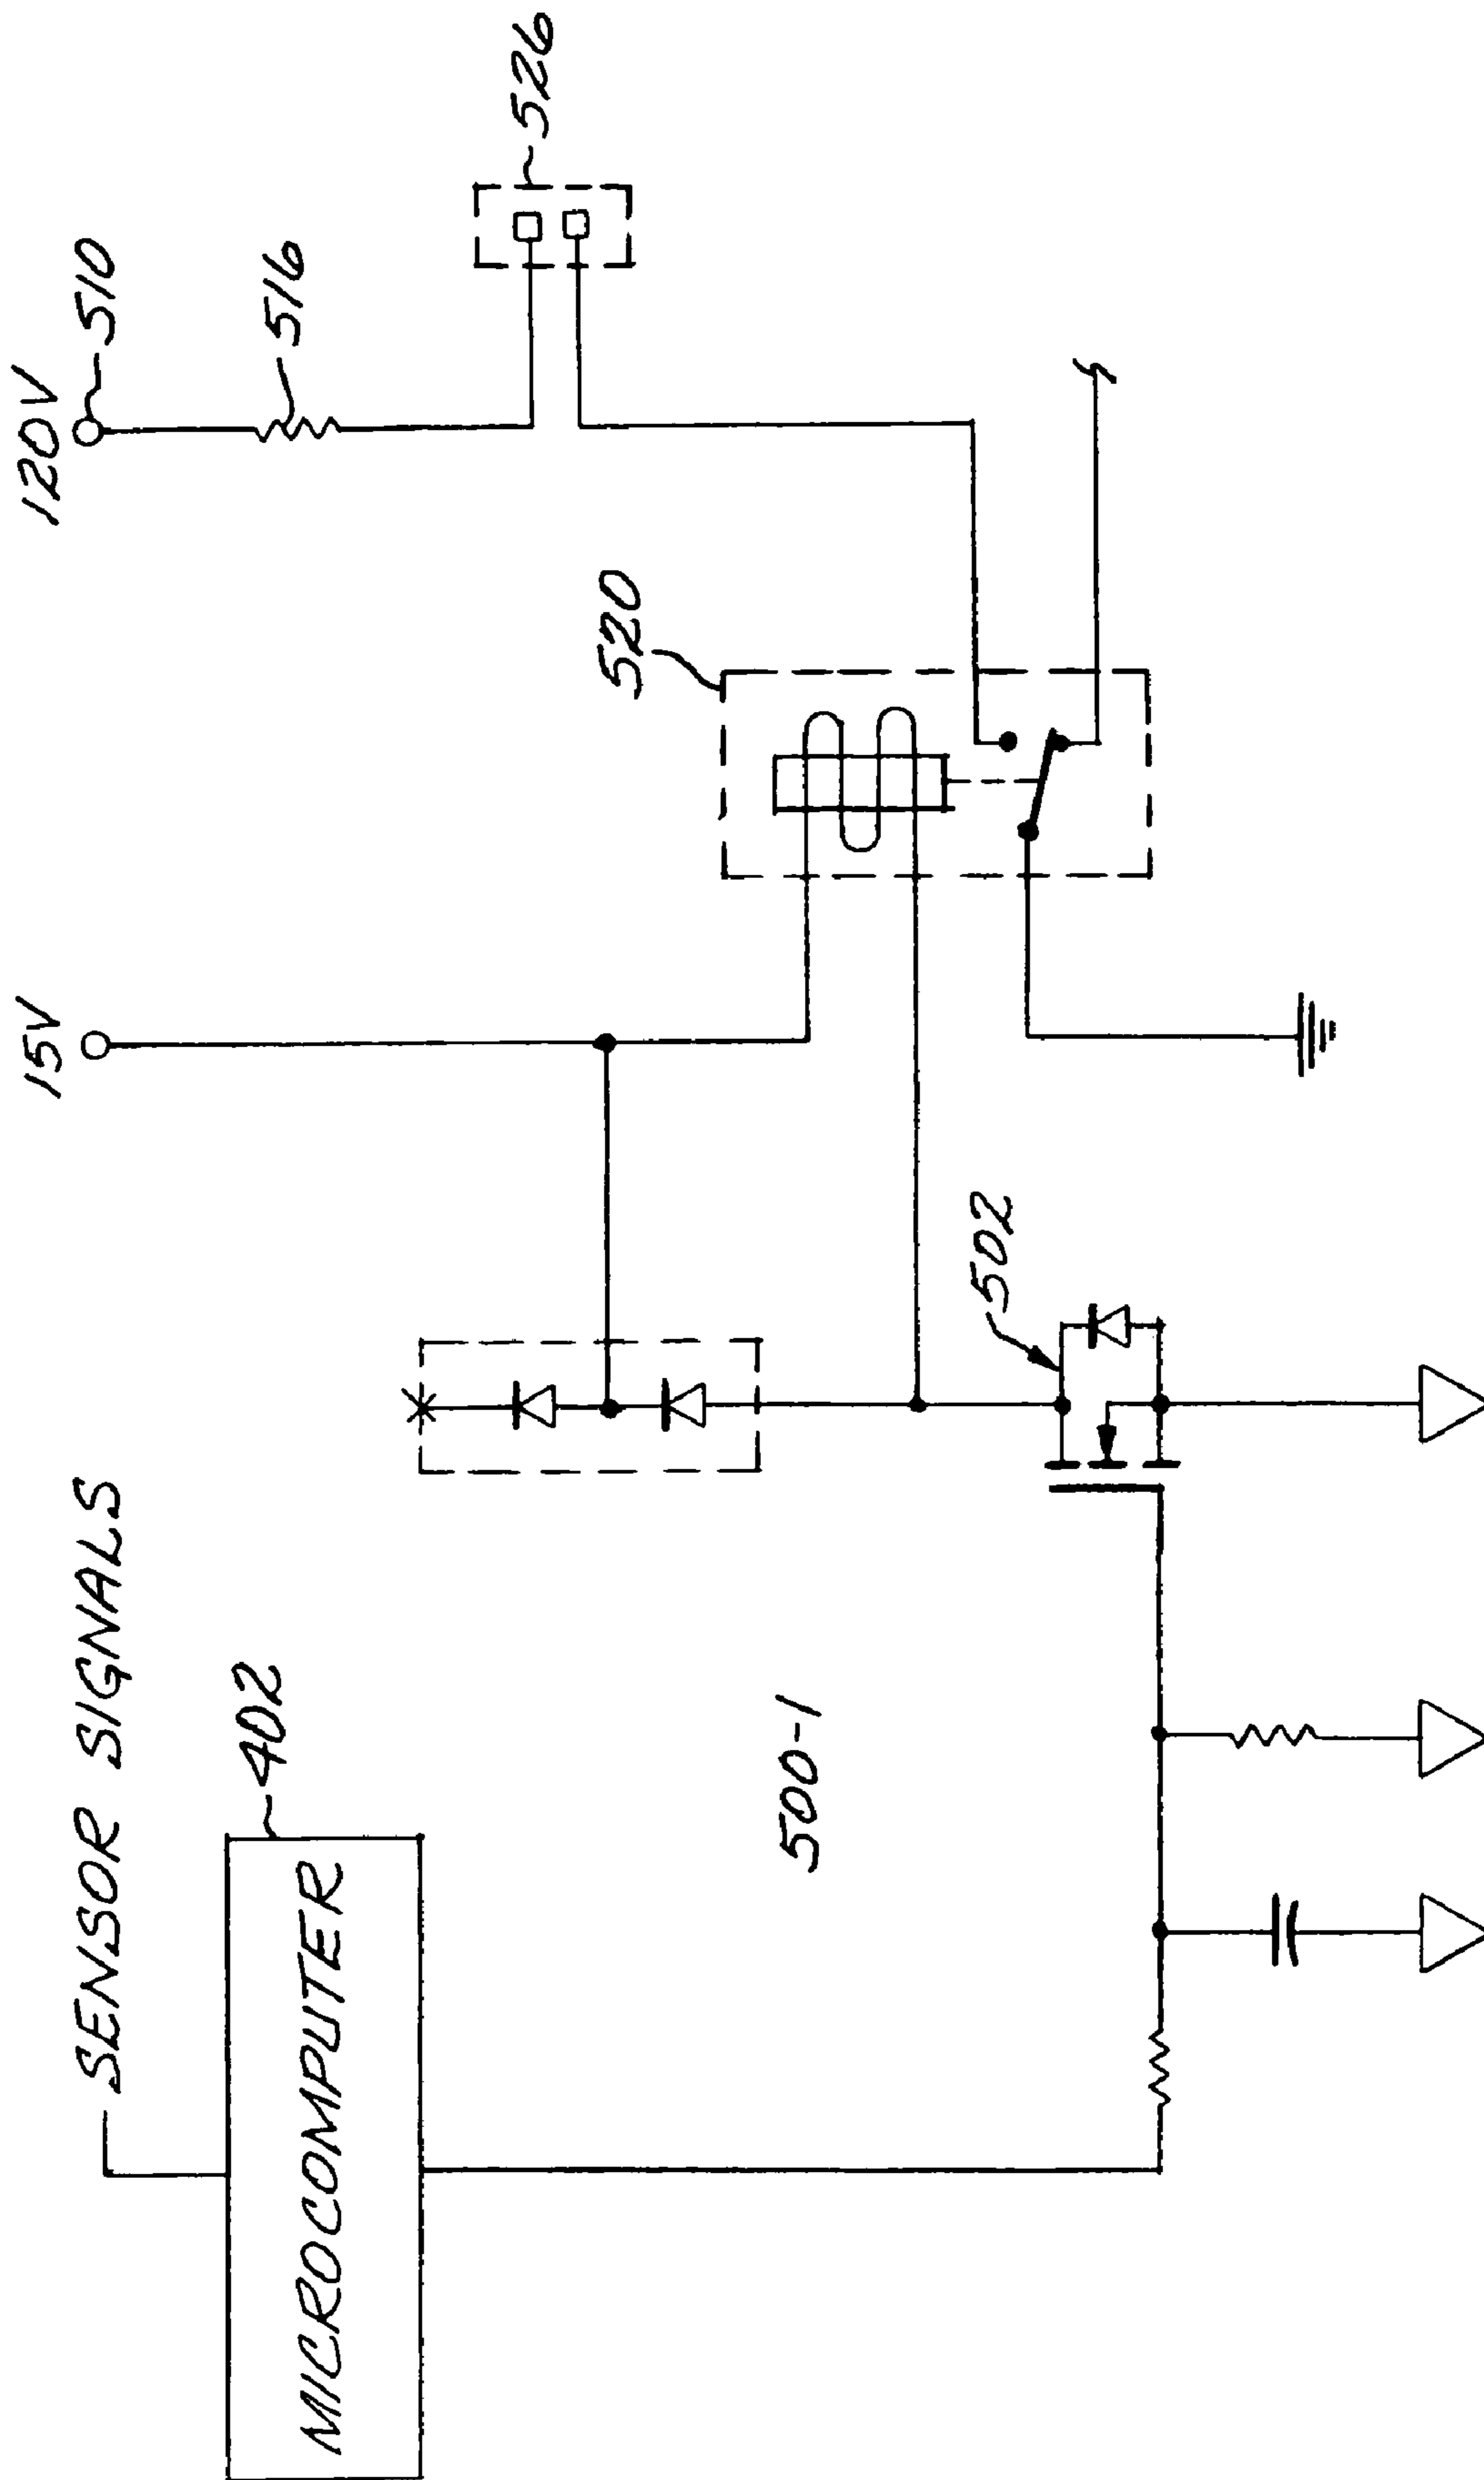 SENSOR SIGNALS
402
MICROCOMPUTER
500-1
502
15V
520
120V
510
516
526